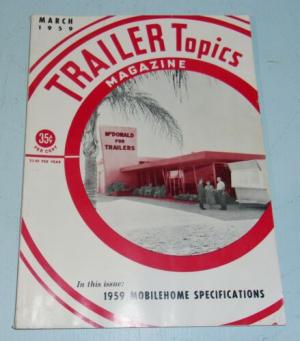 MARCH
1959
TRAILER Topics
MAGAZINE
35¢
PER COPY
$3.50 PER YEAR
McDONALD
FOR
TRAILERS
In this issue:
1959 MOBILEHOME SPECIFICATIONS